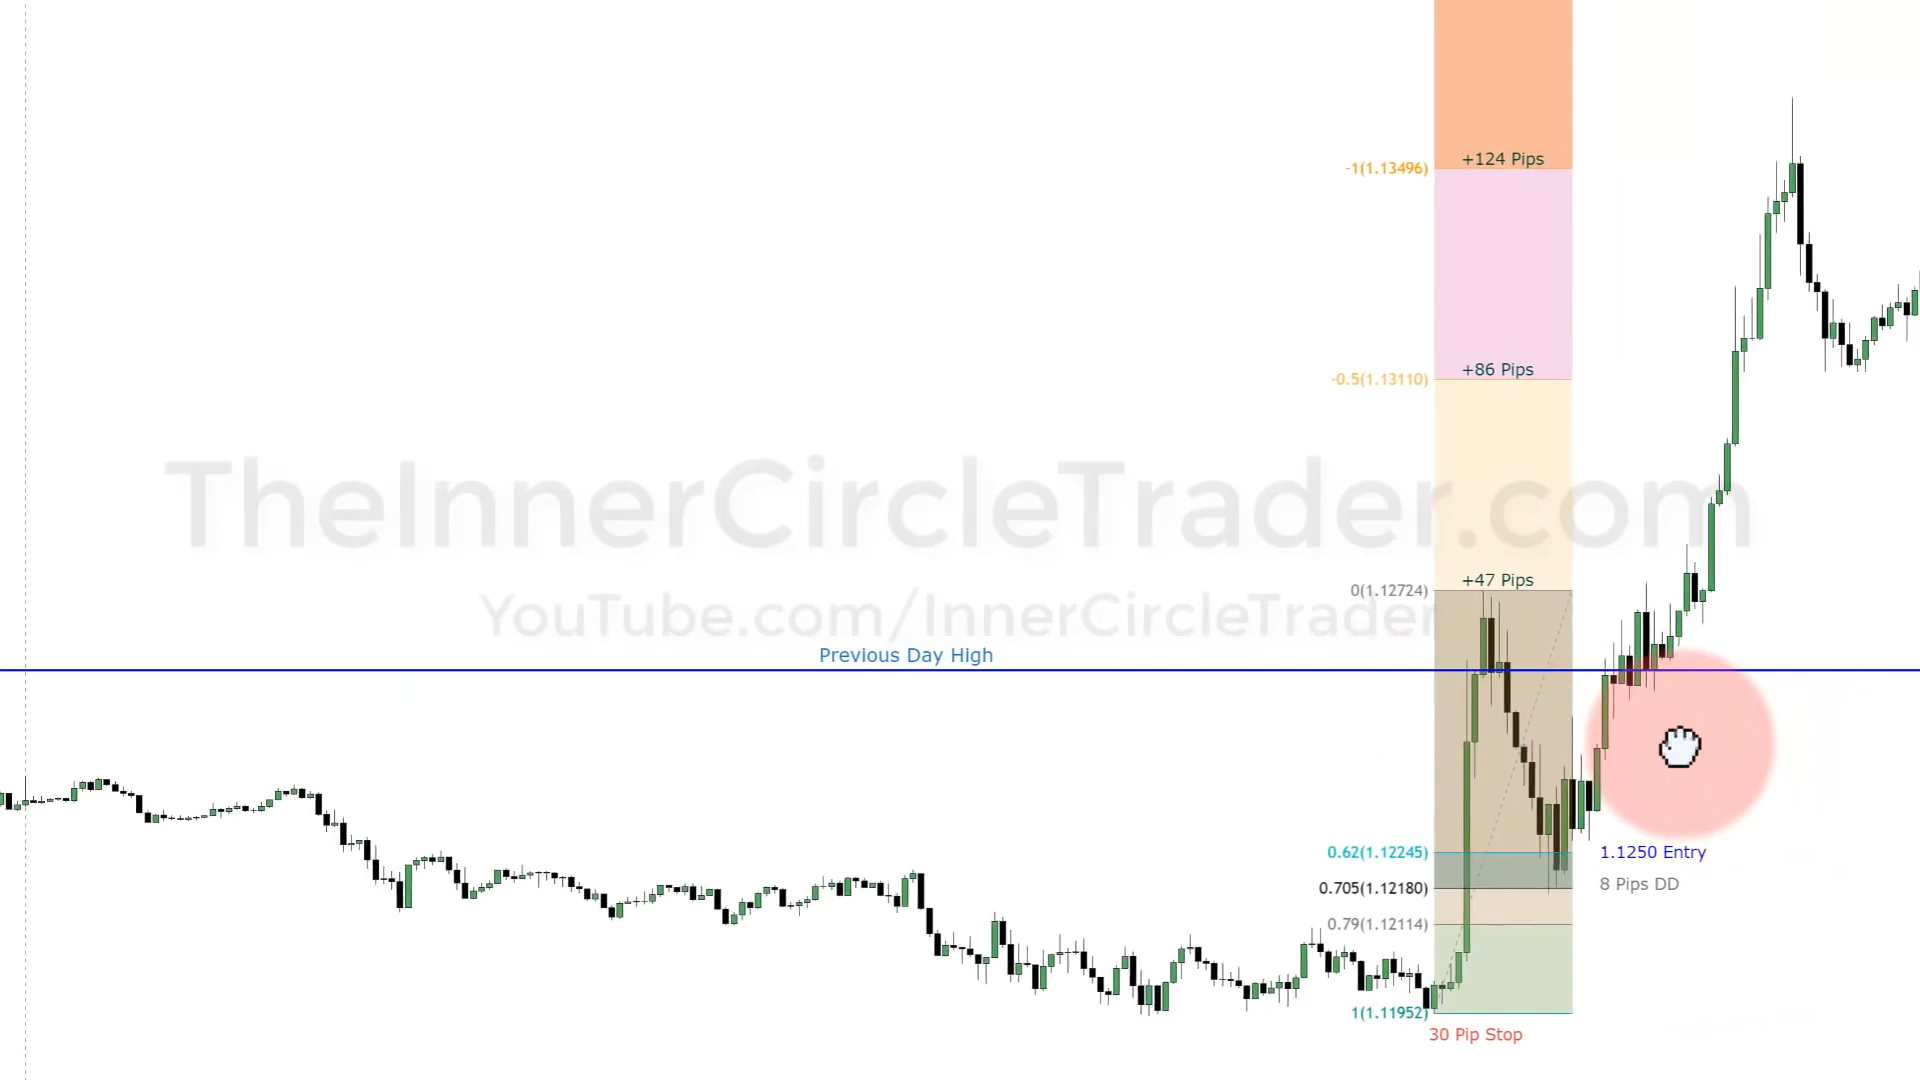 +124 Pips
-1(1.13496)
+86 Pips
-0.5(1.13110)
TheInnerCircleTrader.com
+47 Pips
0(1.12724)
YouTube.com/InnerCircleTrader
Previous Day High
0.62(1.12245)
1.1250 Entry
0.705(1.12180)
8 Pips DD
0.79(1.12114)
1(1.11952)
30 Pip Stop